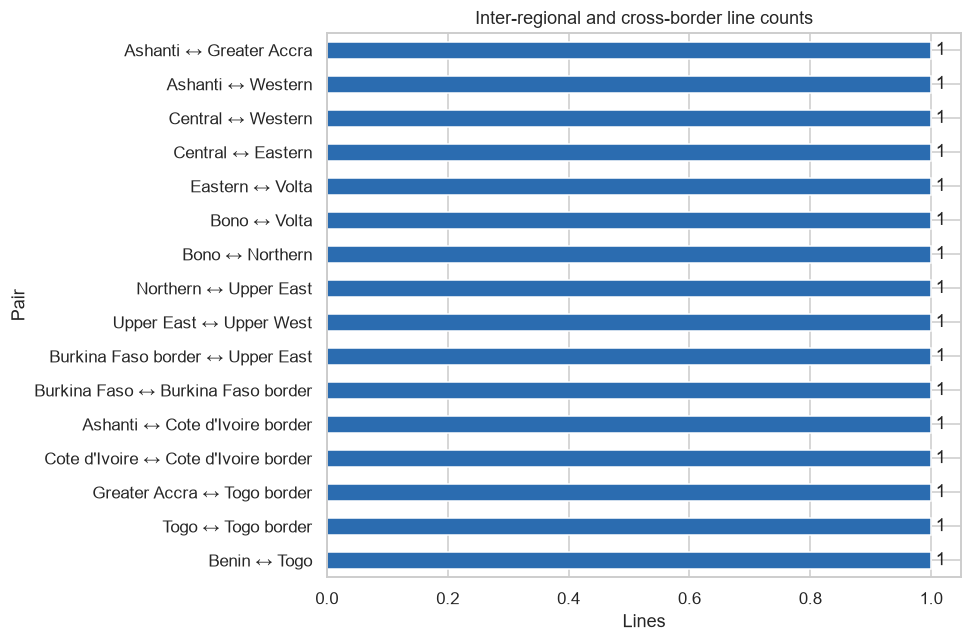 Inter-regional and cross-border line counts
Ashanti ↔ Greater Accra 1
Ashanti ↔ Western 1
Central ↔ Western 1
Central ↔ Eastern 1
Eastern ↔ Volta 1
Bono ↔ Volta 1
Bono ↔ Northern 1
Northern ↔ Upper East 1
Upper East ↔ Upper West 1
Burkina Faso border ↔ Upper East 1
Burkina Faso ↔ Burkina Faso border 1
Ashanti ↔ Cote d'Ivoire border 1
Cote d'Ivoire ↔ Cote d'Ivoire border 1
Greater Accra ↔ Togo border 1
Togo ↔ Togo border 1
Benin ↔ Togo 1
Pair
0.0 0.2 0.4 0.6 0.8 1.0
Lines